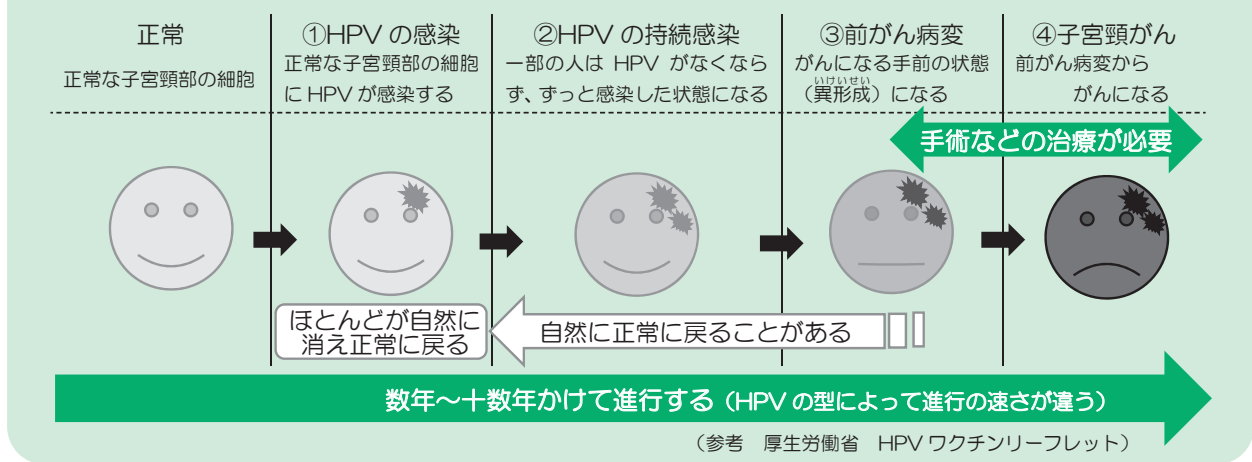 正常
正常な子宮頸部の細胞
①HPV の感染
正常な子宮頸部の細胞
に HPV が感染する
②HPV の持続感染
一部の人は HPV がなくなら
ず、ずっと感染した状態になる
③前がん病変
がんになる手前の状態
いけいせい
（異形成）になる
④子宮頸がん
前がん病変から
がんになる
手術などの治療が必要
ほとんどが自然に
消え正常に戻る
自然に正常に戻ることがある
数年～十数年かけて進行する（HPV の型によって進行の速さが違う）
（参考　厚生労働省　HPV ワクチンリーフレット）